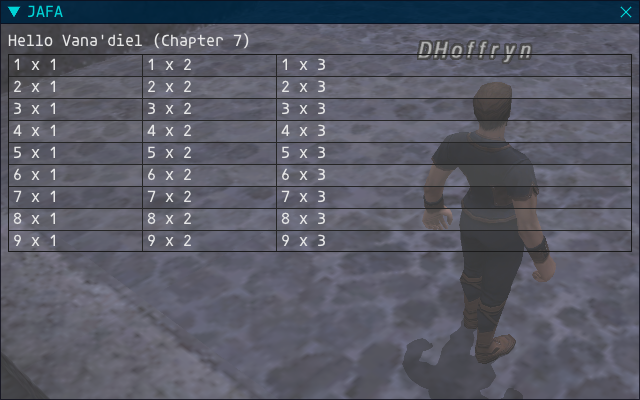 ▼ JAFA
Hello Vana'diel (Chapter 7)
DHoffryn
1 x 1 1 x 2 1 x 3
2 x 1 2 x 2 2 x 3
3 x 1 3 x 2 3 x 3
4 x 1 4 x 2 4 x 3
5 x 1 5 x 2 5 x 3
6 x 1 6 x 2 6 x 3
7 x 1 7 x 2 7 x 3
8 x 1 8 x 2 8 x 3
9 x 1 9 x 2 9 x 3